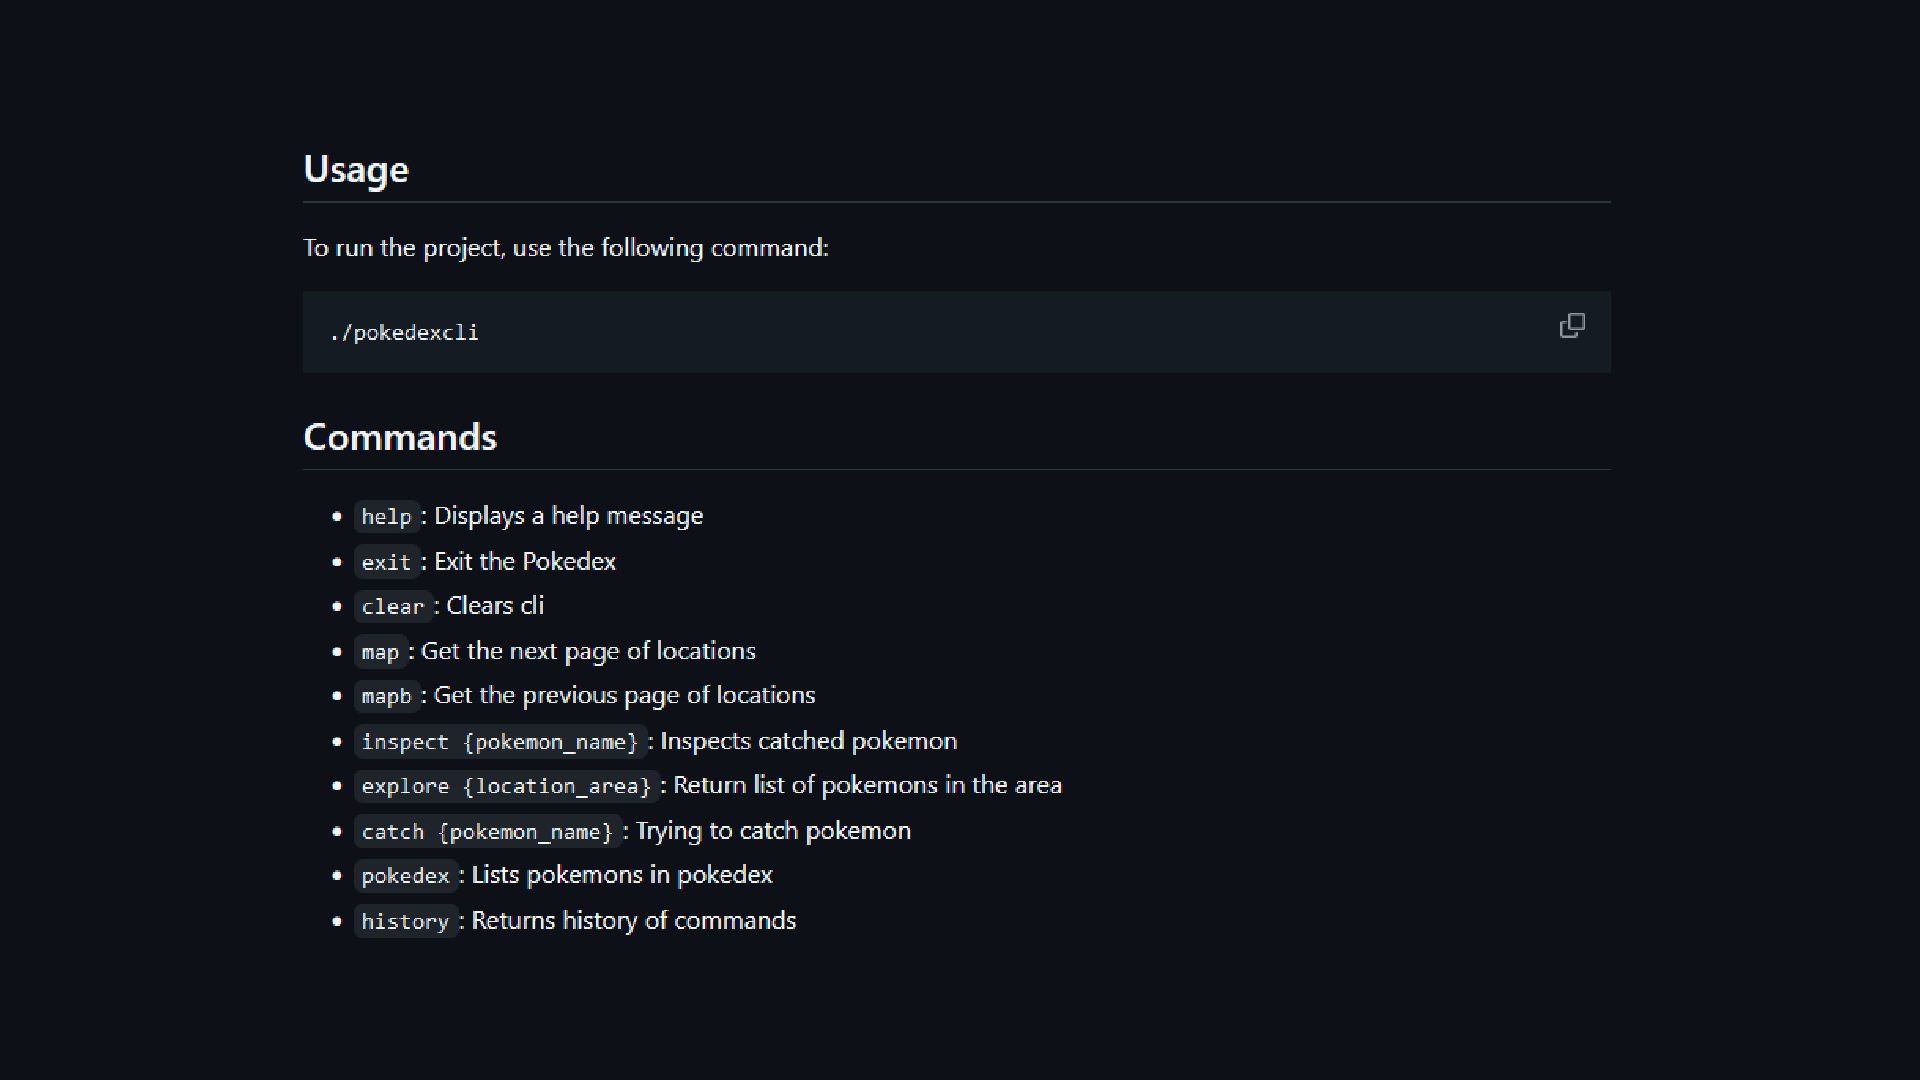 Usage
To run the project, use the following command:
./pokedexcli
Commands
• help : Displays a help message
• exit : Exit the Pokedex
• clear : Clears cli
• map : Get the next page of locations
• mapb : Get the previous page of locations
• inspect {pokemon_name} : Inspects catched pokemon
• explore {location_area} : Return list of pokemons in the area
• catch {pokemon_name} : Trying to catch pokemon
• pokedex : Lists pokemons in pokedex
• history : Returns history of commands